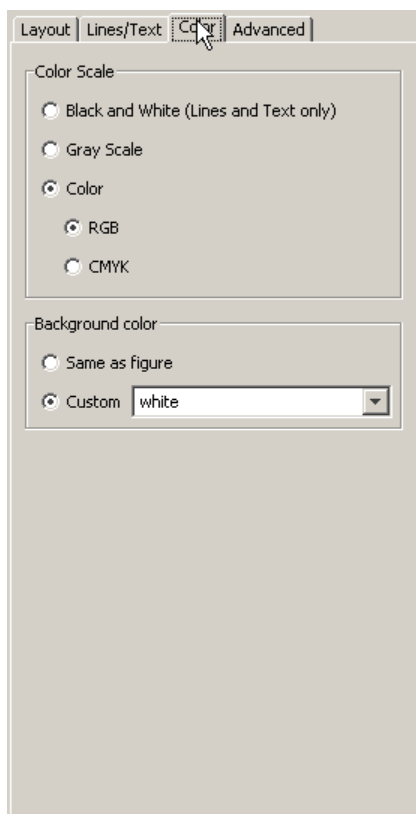 Layout Lines/Text Color Advanced
Color Scale
Black and White (Lines and Text only)
Gray Scale
Color
RGB
CMYK
Background color
Same as figure
Custom white